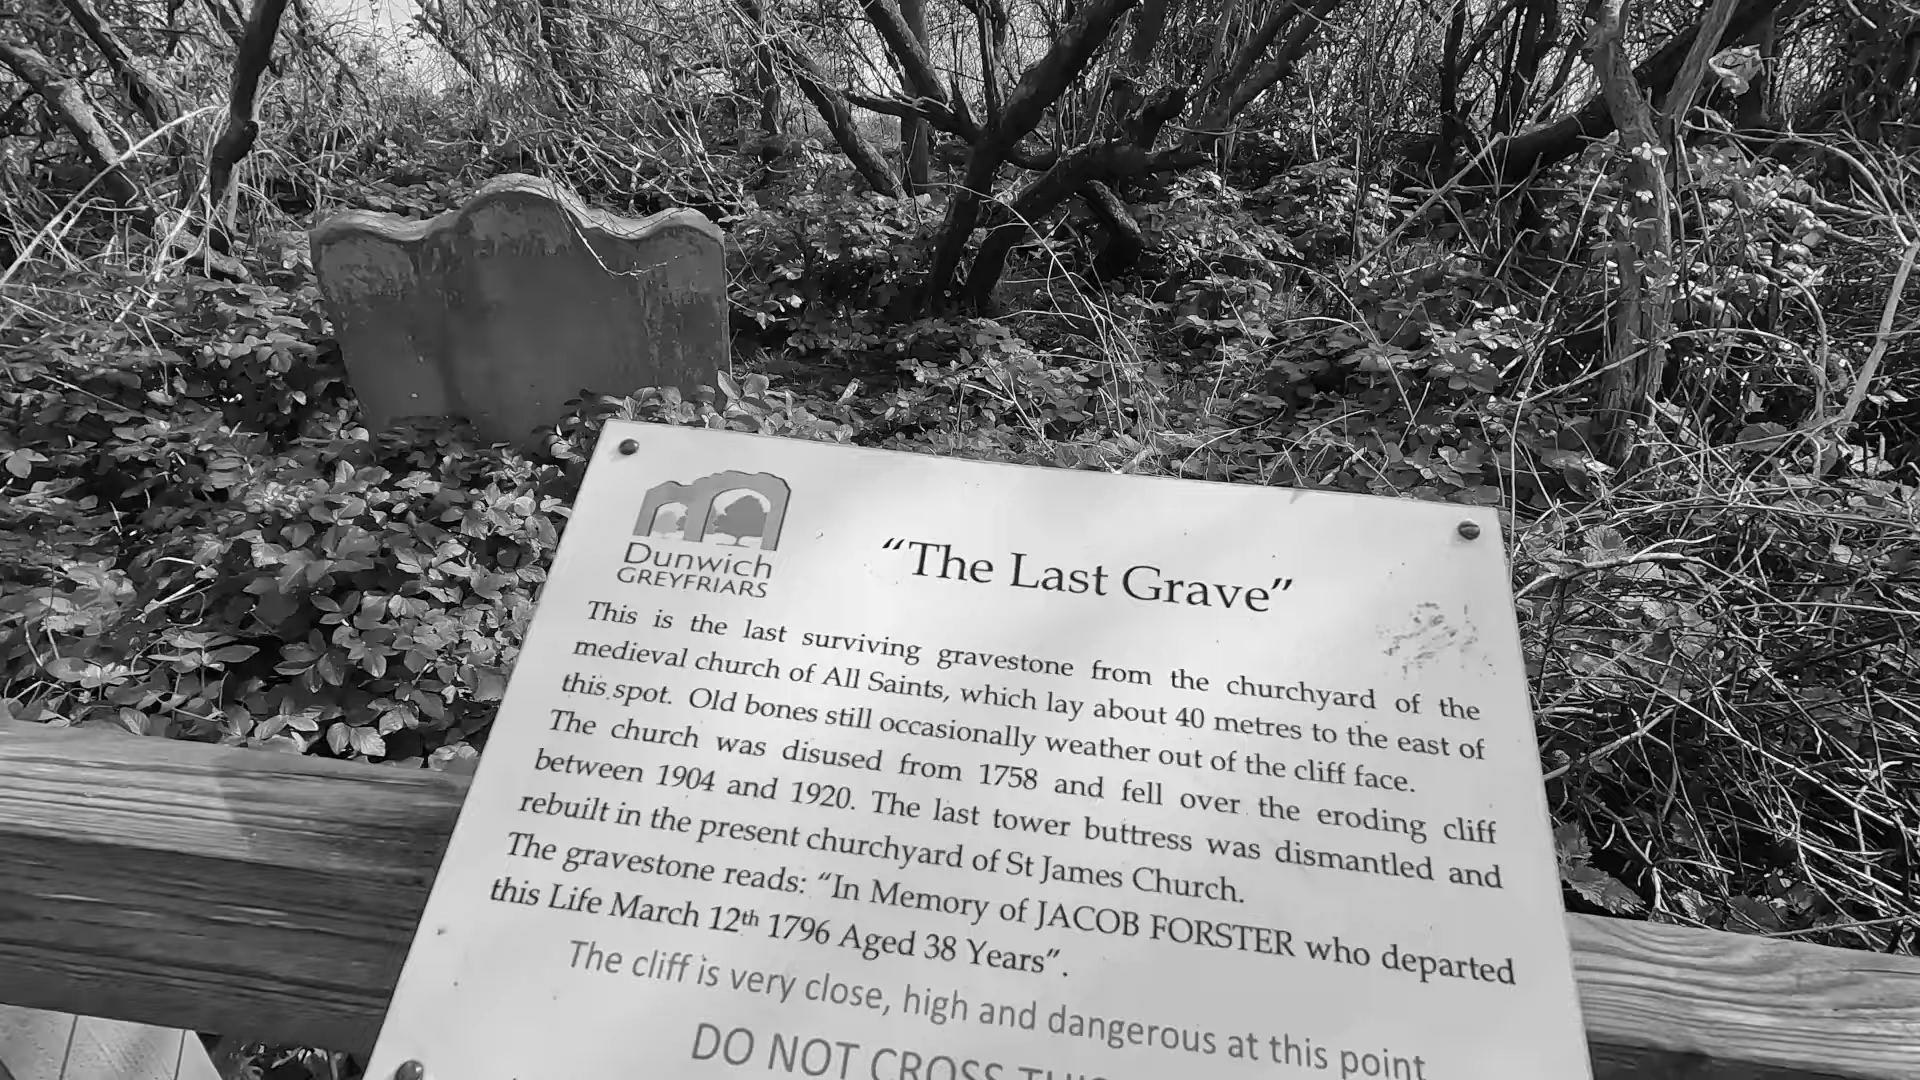 Dunwich
GREYFRIARS
“The Last Grave”
This is the last surviving gravestone from the churchyard of the
medieval church of All Saints, which lay about 40 metres to the east of
this spot. Old bones still occasionally weather out of the cliff face.
The church was disused from 1758 and fell over the eroding cliff
between 1904 and 1920. The last tower buttress was dismantled and
rebuilt in the present churchyard of St James Church.
The gravestone reads: “In Memory of JACOB FORSTER who departed
this Life March 12th 1796 Aged 38 Years”.
The cliff is very close, high and dangerous at this point
DO NOT CROSS